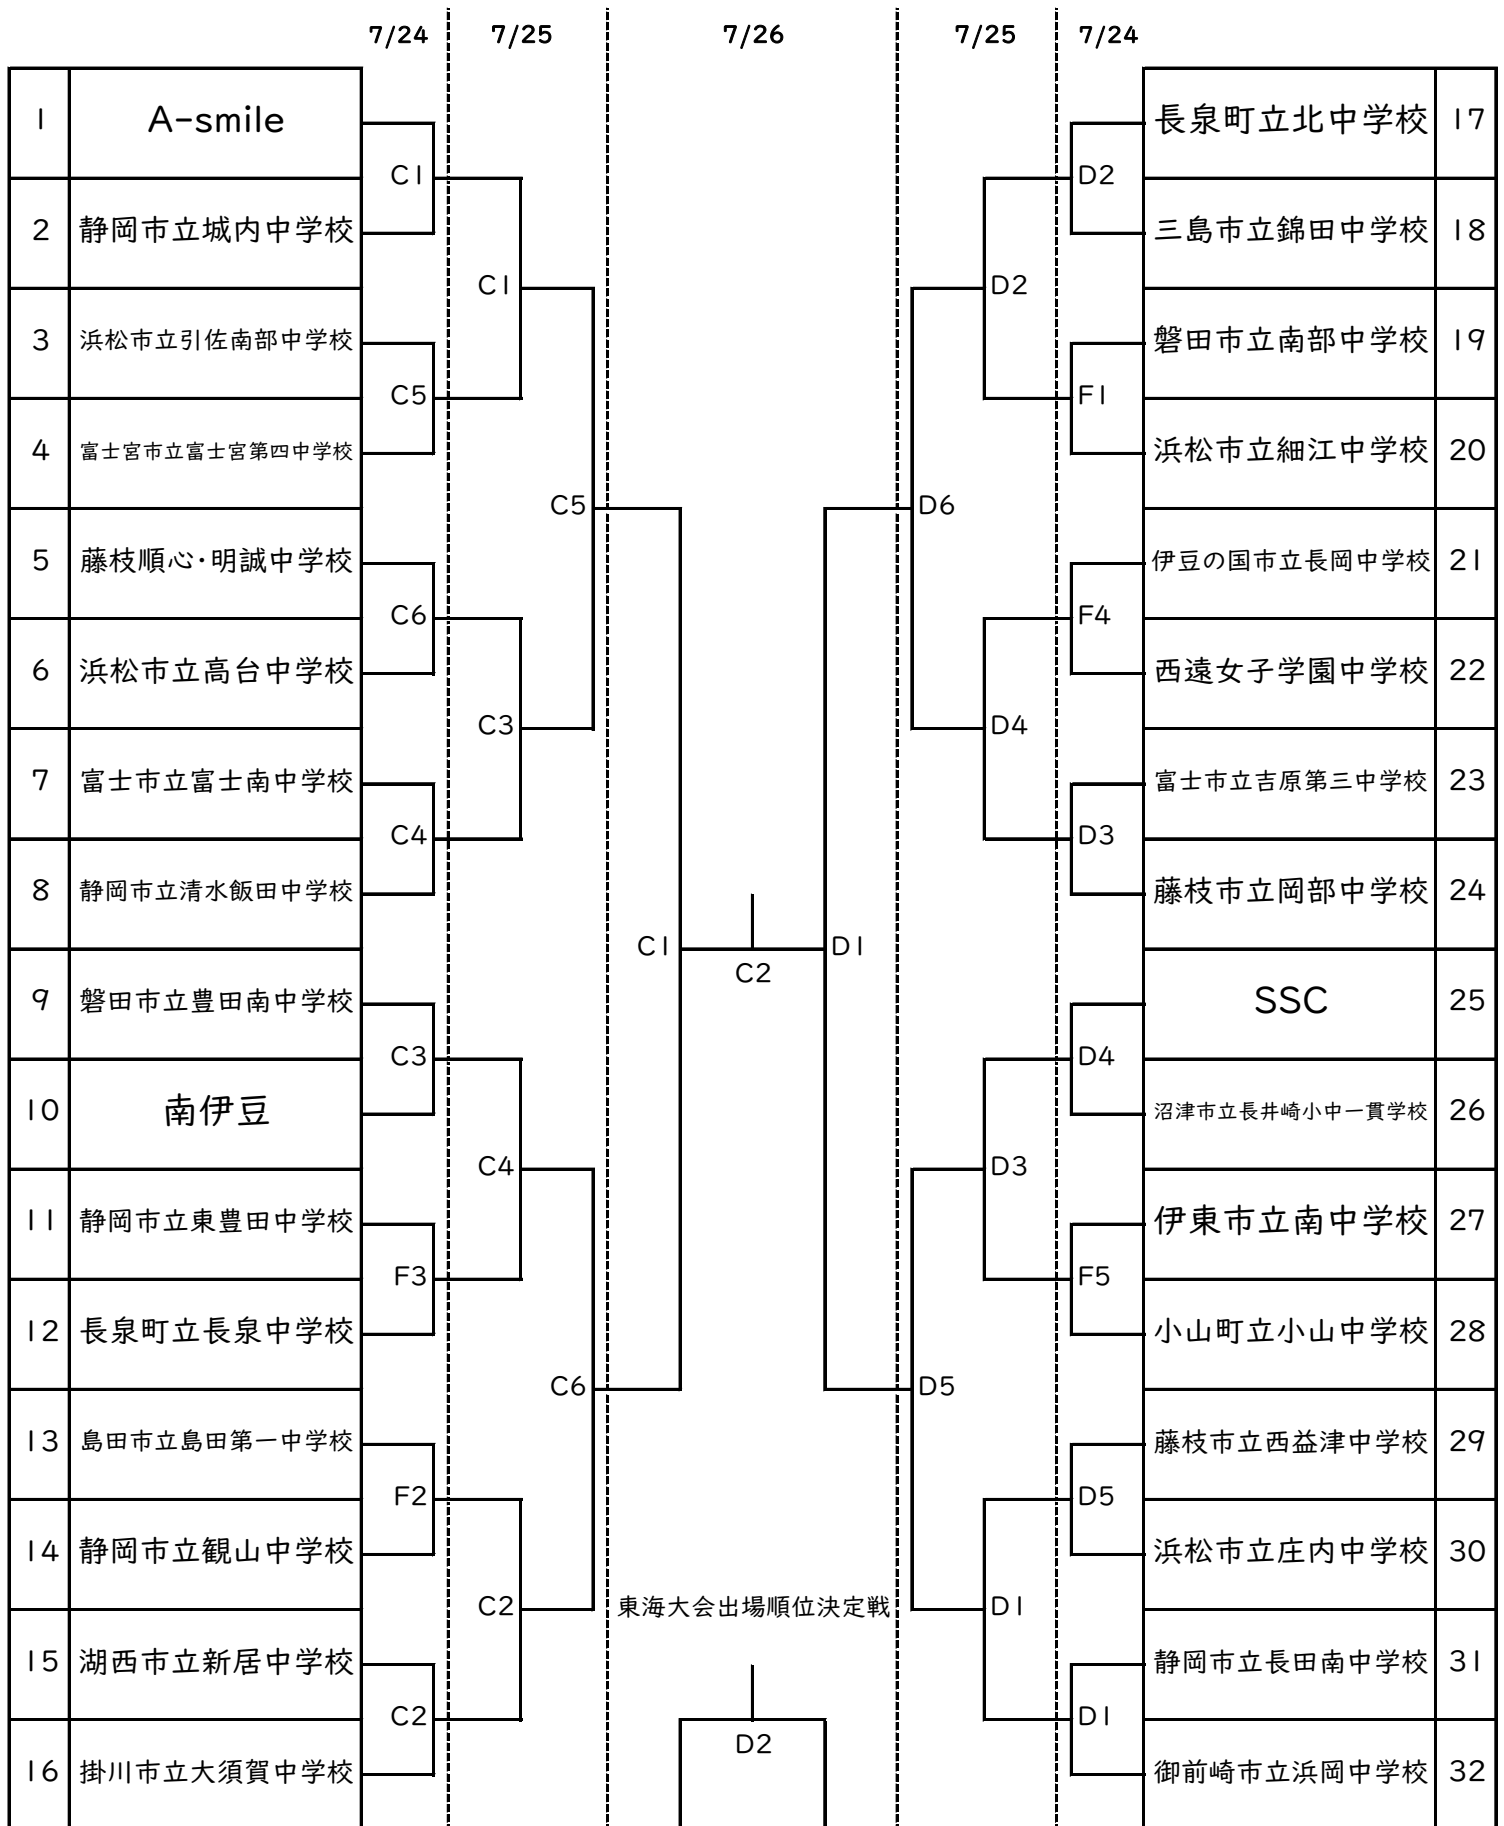 7/24 7/25 7/26 7/25 7/24
1 A-smile 長泉町立北中学校 17
C1 D2
2 静岡市立城内中学校 三島市立錦田中学校 18
C1 D2
3 浜松市立引佐南部中学校 磐田市立南部中学校 19
C5 F1
4 富士宮市立富士宮第四中学校 浜松市立細江中学校 20
C5 D6
5 藤枝順心・明誠中学校 伊豆の国市立長岡中学校 21
C6 F4
6 浜松市立高台中学校 西遠女子学園中学校 22
C3 D4
7 富士市立富士南中学校 富士市立吉原第三中学校 23
C4 D3
8 静岡市立清水飯田中学校 藤枝市立岡部中学校 24
C1 D1
C2
9 磐田市立豊田南中学校 SSC 25
C3 D4
10 南伊豆 沼津市立長井崎小中一貫学校 26
C4 D3
11 静岡市立東豊田中学校 伊東市立南中学校 27
F3 F5
12 長泉町立長泉中学校 小山町立小山中学校 28
C6 D5
13 島田市立島田第一中学校 藤枝市立西益津中学校 29
F2 D5
14 静岡市立観山中学校 浜松市立庄内中学校 30
C2 東海大会出場順位決定戦 D1
15 湖西市立新居中学校 静岡市立長田南中学校 31
C2 D1
D2
16 掛川市立大須賀中学校 御前崎市立浜岡中学校 32